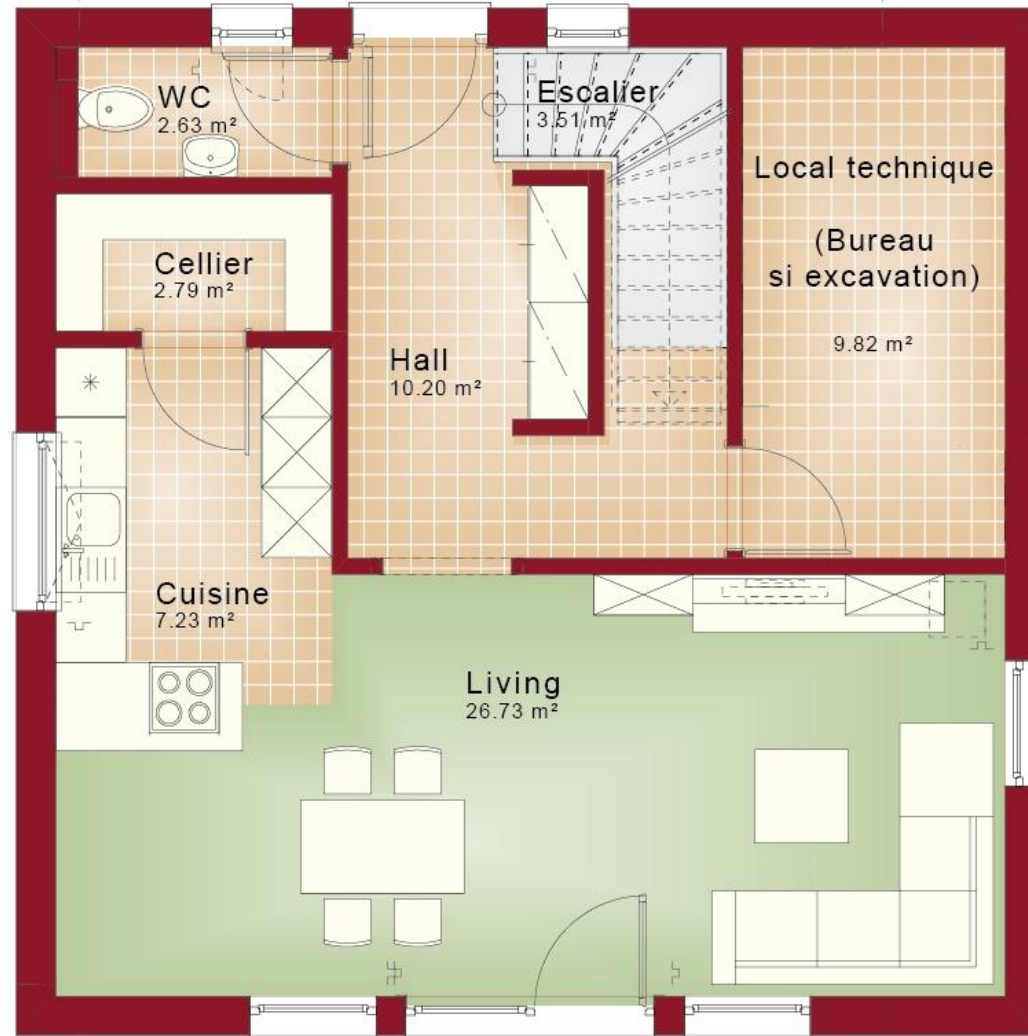 WC
2.63 m²
Escalier
3.51 m²
Local technique
(Bureau
si excavation)
9.82 m²
Cellier
2.79 m²
Hall
10.20 m²
Cuisine
7.23 m²
Living
26.73 m²